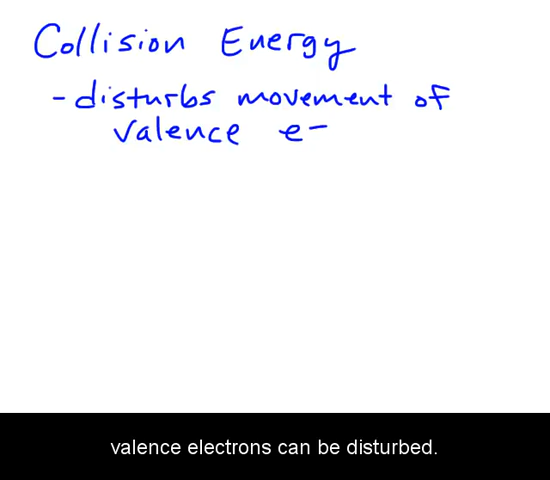 Collision Energy
- disturbs movement of
valence e-
valence electrons can be disturbed.